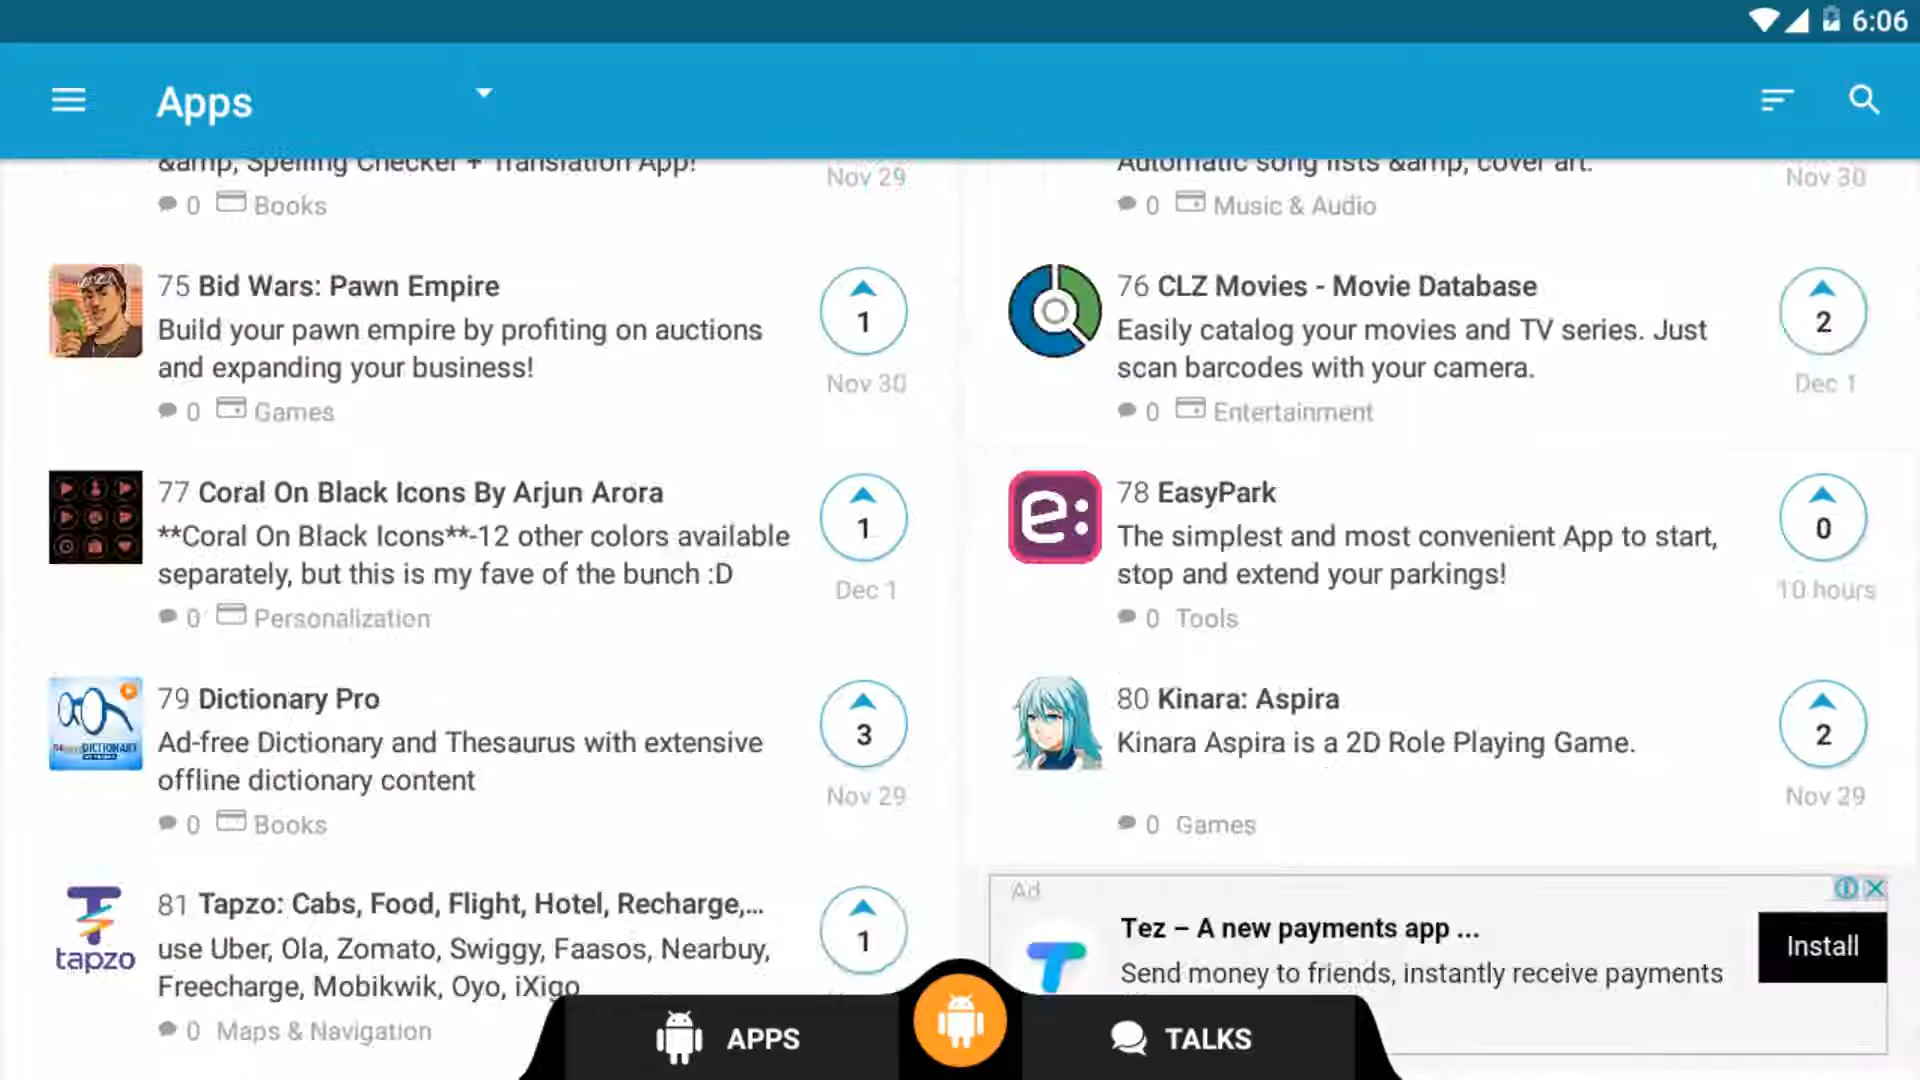 6:06
Apps
&amp, Spelling Checker + Translation App!
Nov 29
0 Books
Automatic song lists &amp, cover art.
Nov 30
0 Music & Audio
75 Bid Wars: Pawn Empire
Build your pawn empire by profiting on auctions
and expanding your business!
0 Games
1
Nov 30
76 CLZ Movies - Movie Database
Easily catalog your movies and TV series. Just
scan barcodes with your camera.
0 Entertainment
2
Dec 1
77 Coral On Black Icons By Arjun Arora
**Coral On Black Icons**-12 other colors available
separately, but this is my fave of the bunch :D
0 Personalization
1
Dec 1
78 EasyPark
The simplest and most convenient App to start,
stop and extend your parkings!
0 Tools
0
10 hours
e:
79 Dictionary Pro
Ad-free Dictionary and Thesaurus with extensive
offline dictionary content
0 Books
3
Nov 29
DICTIONARY
80 Kinara: Aspira
Kinara Aspira is a 2D Role Playing Game.
0 Games
2
Nov 29
81 Tapzo: Cabs, Food, Flight, Hotel, Recharge,...
use Uber, Ola, Zomato, Swiggy, Faasos, Nearbuy,
Freecharge, Mobikwik, Oyo, iXigo
0 Maps & Navigation
1
tapzo
Ad
Tez – A new payments app ...
Send money to friends, instantly receive payments
Install
APPS
TALKS